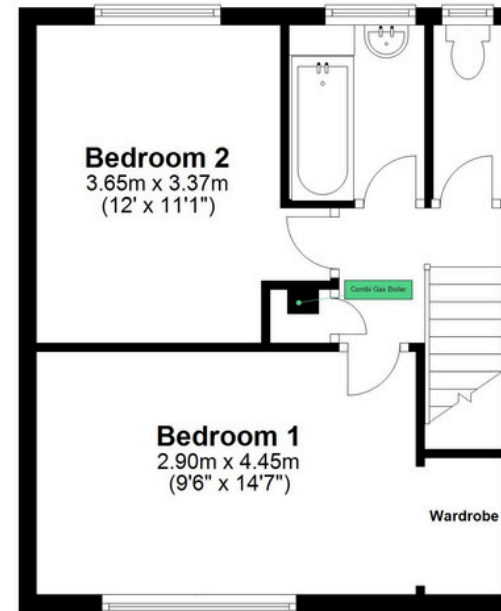 Bedroom 2
3.65m x 3.37m
(12' x 11'1")
Combi Gas Boiler
Bedroom 1
2.90m x 4.45m
(9'6" x 14'7")
Wardrobe